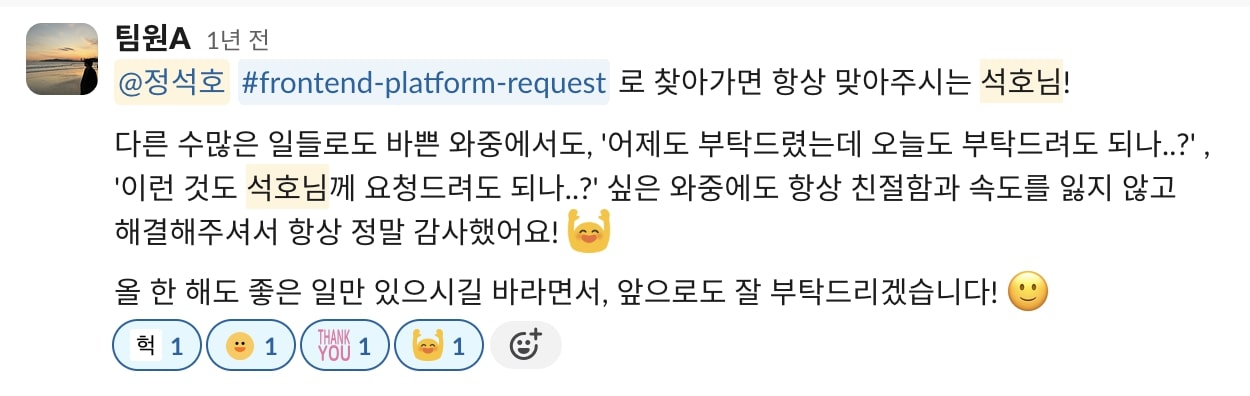 팀원A 1년 전
@정석호 #frontend-platform-request 로 찾아가면 항상 맞아주시는 석호님!
다른 수많은 일들로도 바쁜 와중에서도, '어제도 부탁드렸는데 오늘도 부탁드려도 되나..?' ,
'이런 것도 석호님께 요청드려도 되나..?' 싶은 와중에도 항상 친절함과 속도를 잃지 않고
해결해주셔서 항상 정말 감사했어요!
올 한 해도 좋은 일만 있으시길 바라면서, 앞으로도 잘 부탁드리겠습니다!
헉 1 1 THANK YOU 1 1